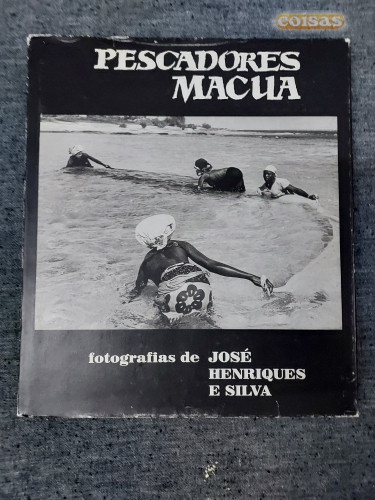 coisas
PESCADORES
MACUA
fotografias de JOSÉ
HENRIQUES
E SILVA